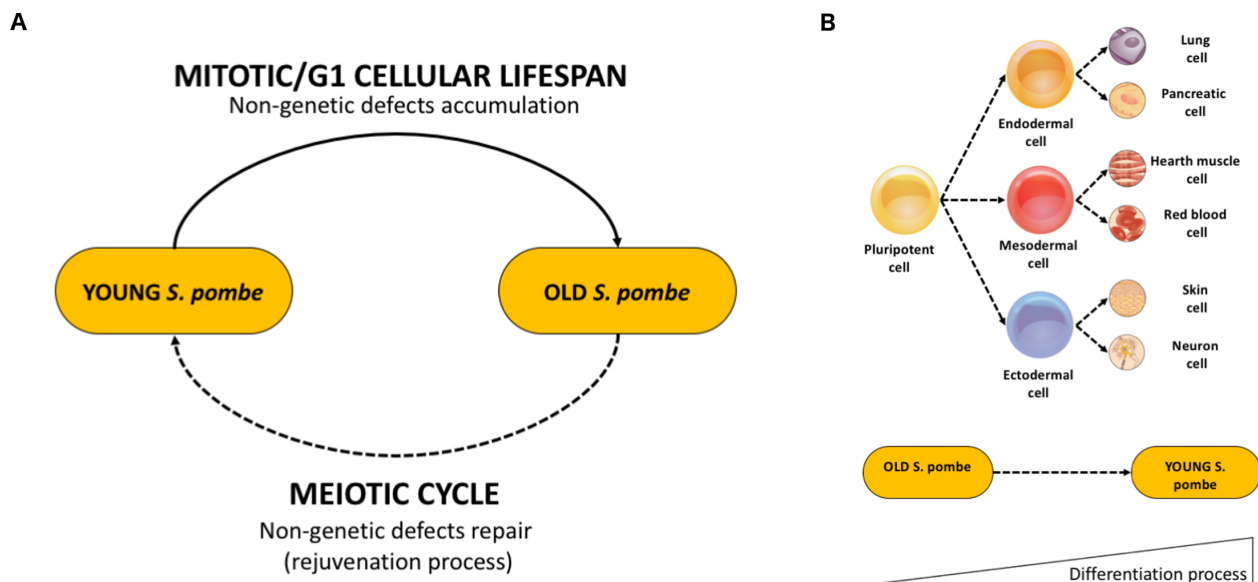 A
MITOTIC/G1 CELLULAR LIFESPAN
Non-genetic defects accumulation
YOUNG S. pombe
OLD S. pombe
MEIOTIC CYCLE
Non-genetic defects repair
(rejuvenation process)
B
Pluripotent
cell
Endodermal
cell
Mesodermal
cell
Ectodermal
cell
Lung
cell
Pancreatic
cell
Hearth muscle
cell
Red blood
cell
Skin
cell
Neuron
cell
OLD S. pombe
YOUNG S.
pombe
Differentiation process